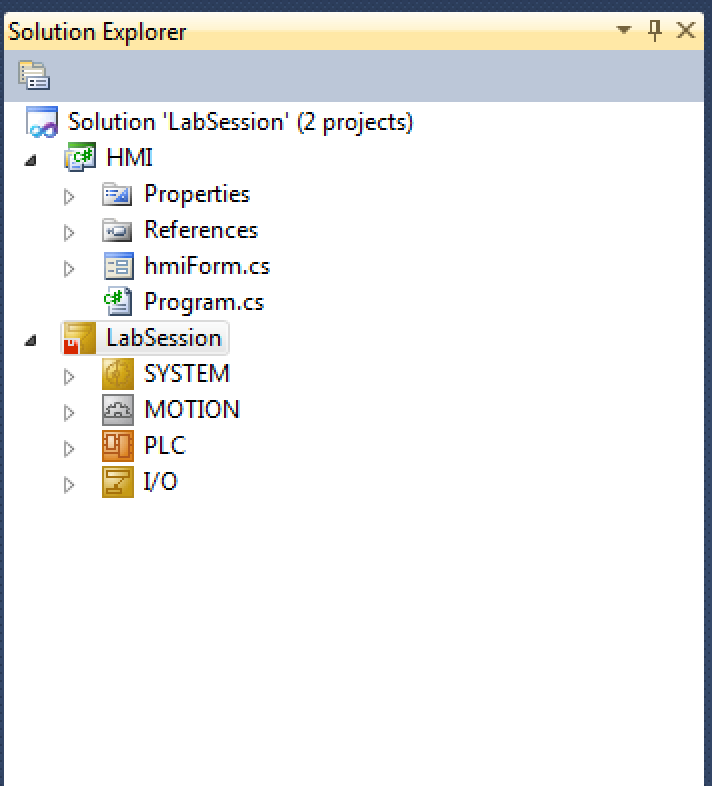 Solution Explorer
Solution 'LabSession' (2 projects)
C# HMI
Properties
References
hmiForm.cs
C# Program.cs
LabSession
SYSTEM
MOTION
PLC
I/O